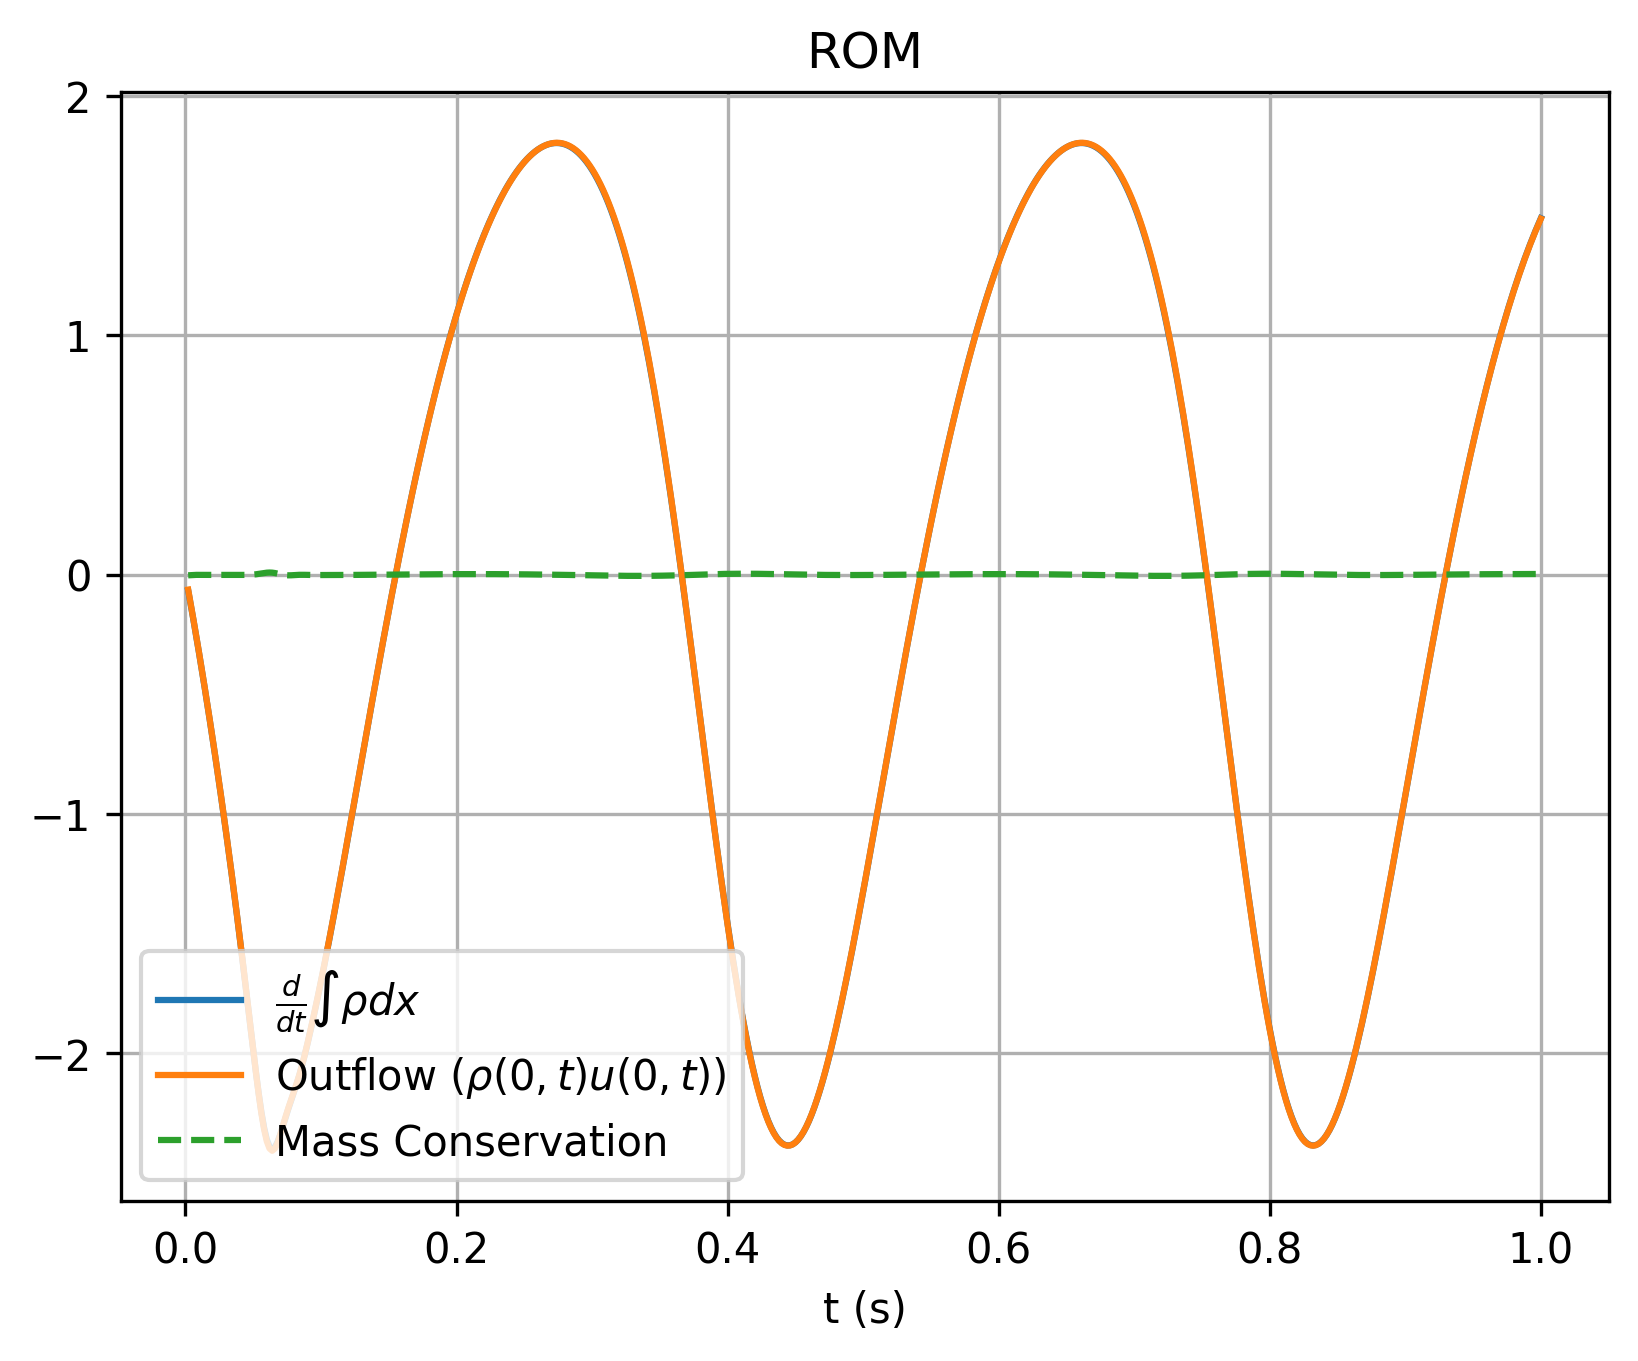 ROM
2
1
0
−1
−2
d/dt ∫ρdx
Outflow (ρ(0, t)u(0, t))
Mass Conservation
0.0 0.2 0.4 0.6 0.8 1.0
t (s)